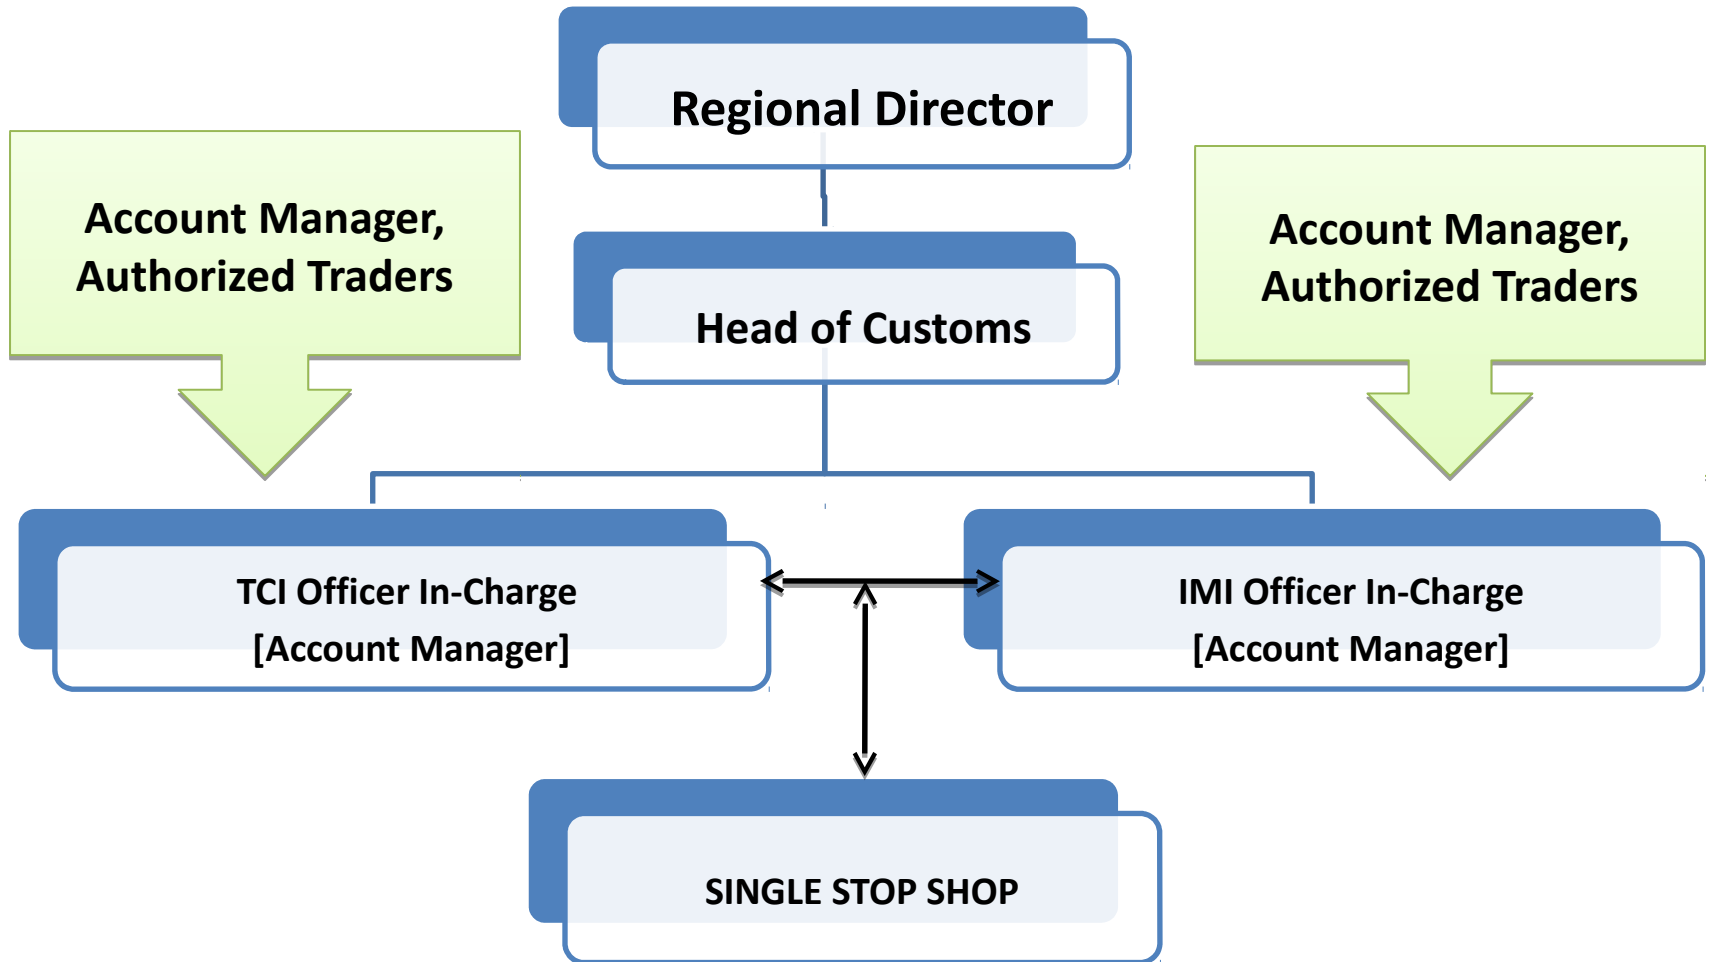 Regional Director
Account Manager,
Authorized Traders
Account Manager,
Authorized Traders
Head of Customs
TCI Officer In-Charge
[Account Manager]
IMI Officer In-Charge
[Account Manager]
SINGLE STOP SHOP